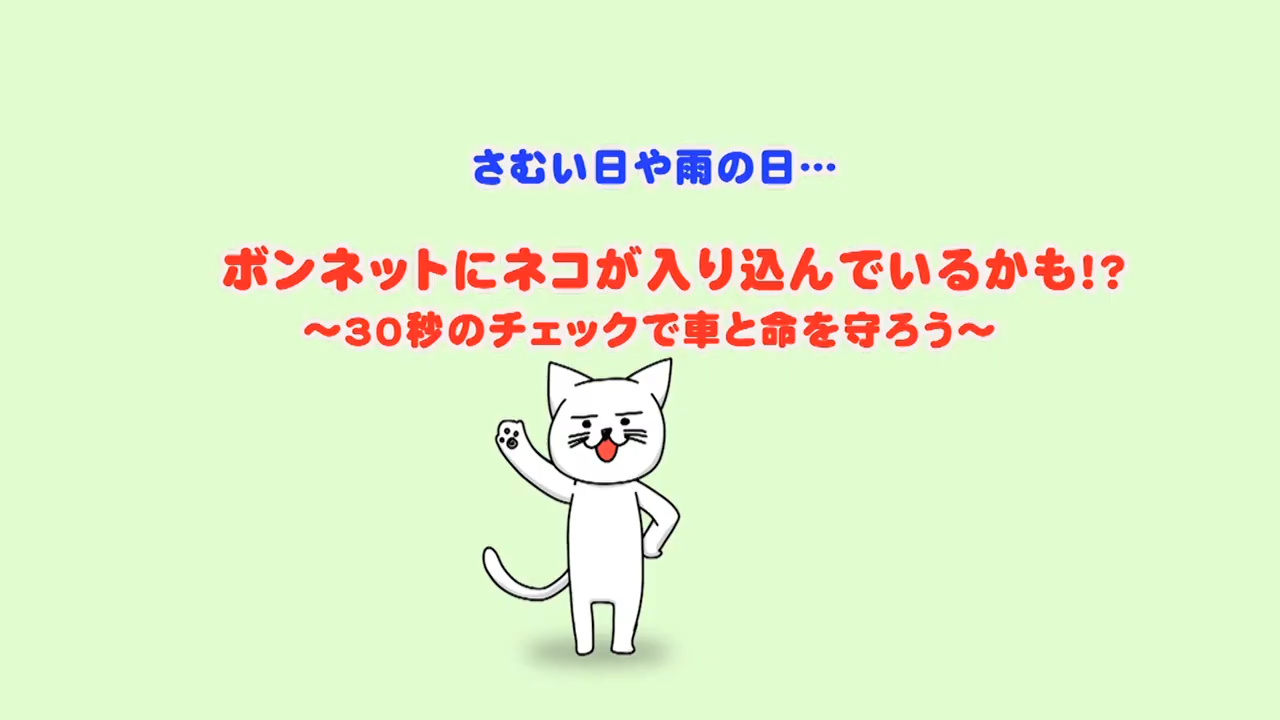 さむい日や雨の日…
ボンネットにネコが入り込んでいるかも!?
～30秒のチェックで車と命を守ろう～